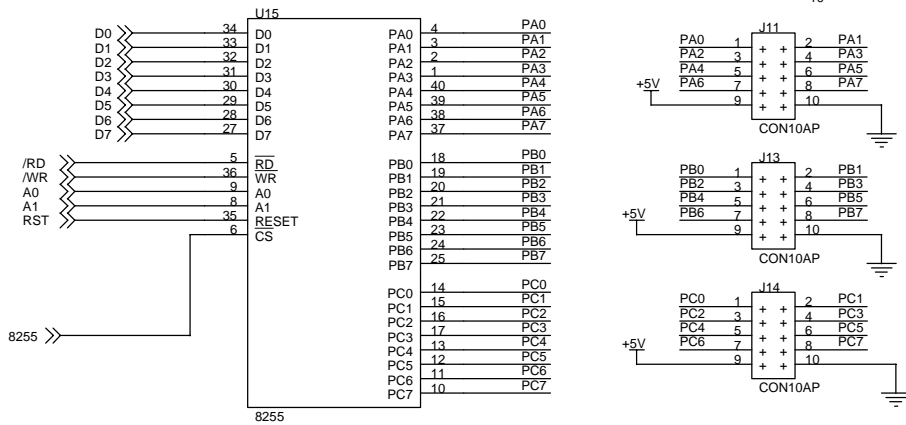 10
U15
D0 34 D0 PA0 4 PA0
D1 33 D1 PA1 3 PA1
D2 32 D2 PA2 2 PA2
D3 31 D3 PA3 1 PA3
D4 30 D4 PA4 40 PA4
D5 29 D5 PA5 39 PA5
D6 28 D6 PA6 38 PA6
D7 27 D7 PA7 37 PA7
/RD 5 RD PB0 18 PB0
/WR 36 WR PB1 19 PB1
A0 9 A0 PB2 20 PB2
A1 8 A1 PB3 21 PB3
RST 35 RESET PB4 22 PB4
6 CS PB5 23 PB5
PB6 24 PB6
PB7 25 PB7
PC0 14 PC0
PC1 15 PC1
PC2 16 PC2
8255 PC3 17 PC3
PC4 13 PC4
PC5 12 PC5
PC6 11 PC6
PC7 10 PC7
8255
J11
PA0 1 + + 2 PA1
PA2 3 + + 4 PA3
PA4 5 + + 6 PA5
PA6 7 + + 8 PA7
+5V 9 + + 10
CON10AP
J13
PB0 1 + + 2 PB1
PB2 3 + + 4 PB3
PB4 5 + + 6 PB5
PB6 7 + + 8 PB7
+5V 9 + + 10
CON10AP
J14
PC0 1 + + 2 PC1
PC2 3 + + 4 PC3
PC4 5 + + 6 PC5
PC6 7 + + 8 PC7
+5V 9 + + 10
CON10AP